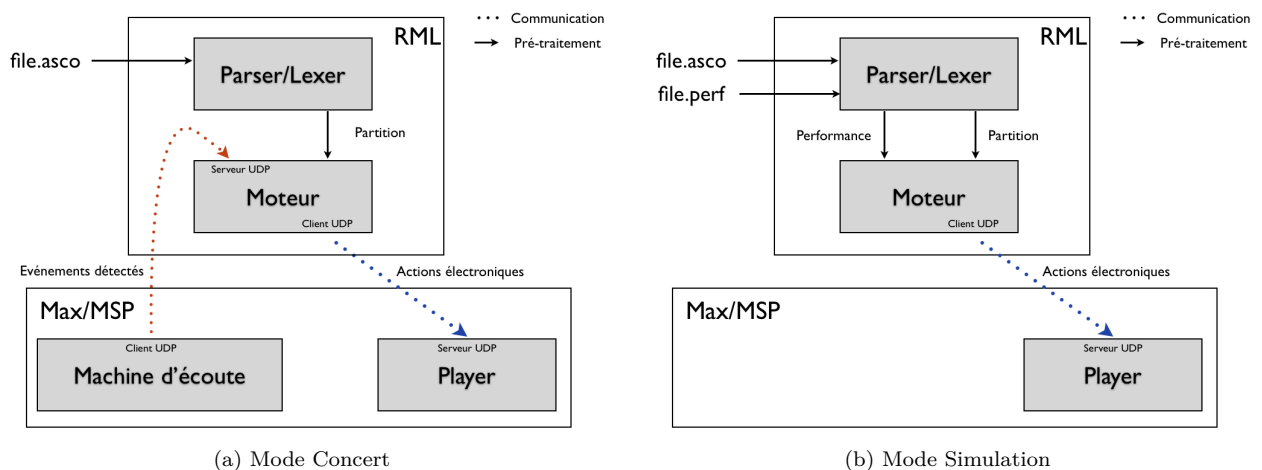 RML
Communication
Pré-traitement
file.asco
Parser/Lexer
Partition
Serveur UDP
Moteur
Client UDP
Evénements détectés
Actions électroniques
Max/MSP
Client UDP
Machine d'écoute
Serveur UDP
Player
(a) Mode Concert
RML
Communication
Pré-traitement
file.asco
file.perf
Parser/Lexer
Performance
Partition
Moteur
Client UDP
Actions électroniques
Max/MSP
Serveur UDP
Player
(b) Mode Simulation